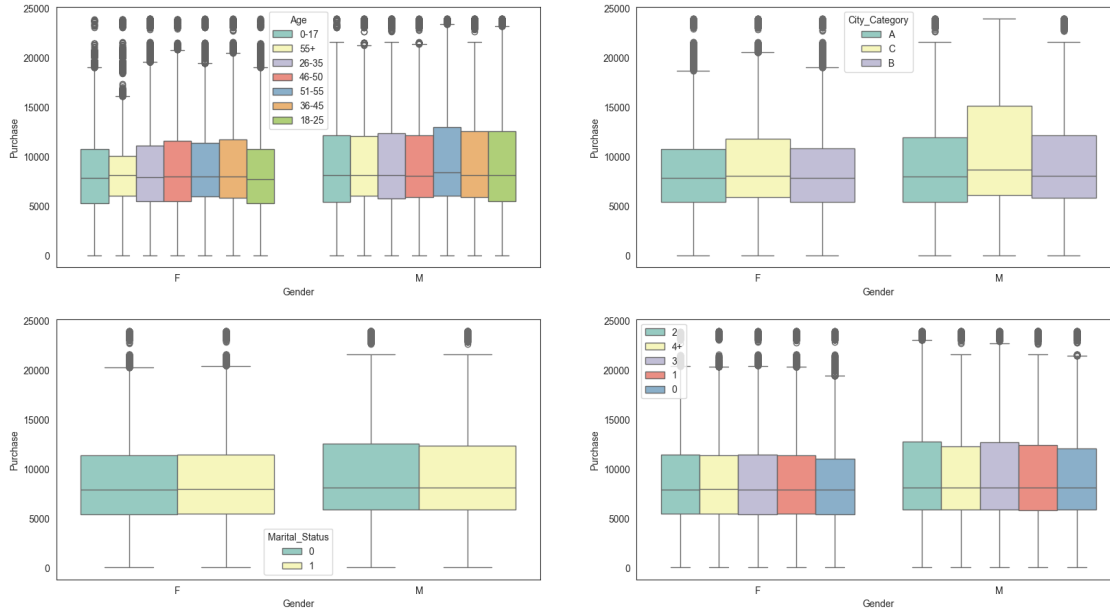 25000
20000
15000
10000
5000
0
Purchase
F
M
Gender
Age
0-17
55+
26-35
46-50
51-55
36-45
18-25
25000
20000
15000
10000
5000
0
Purchase
F
M
Gender
City_Category
A
C
B
25000
20000
15000
10000
5000
0
Purchase
F
M
Gender
Marital_Status
0
1
25000
20000
15000
10000
5000
0
Purchase
F
M
Gender
2
4+
3
1
0